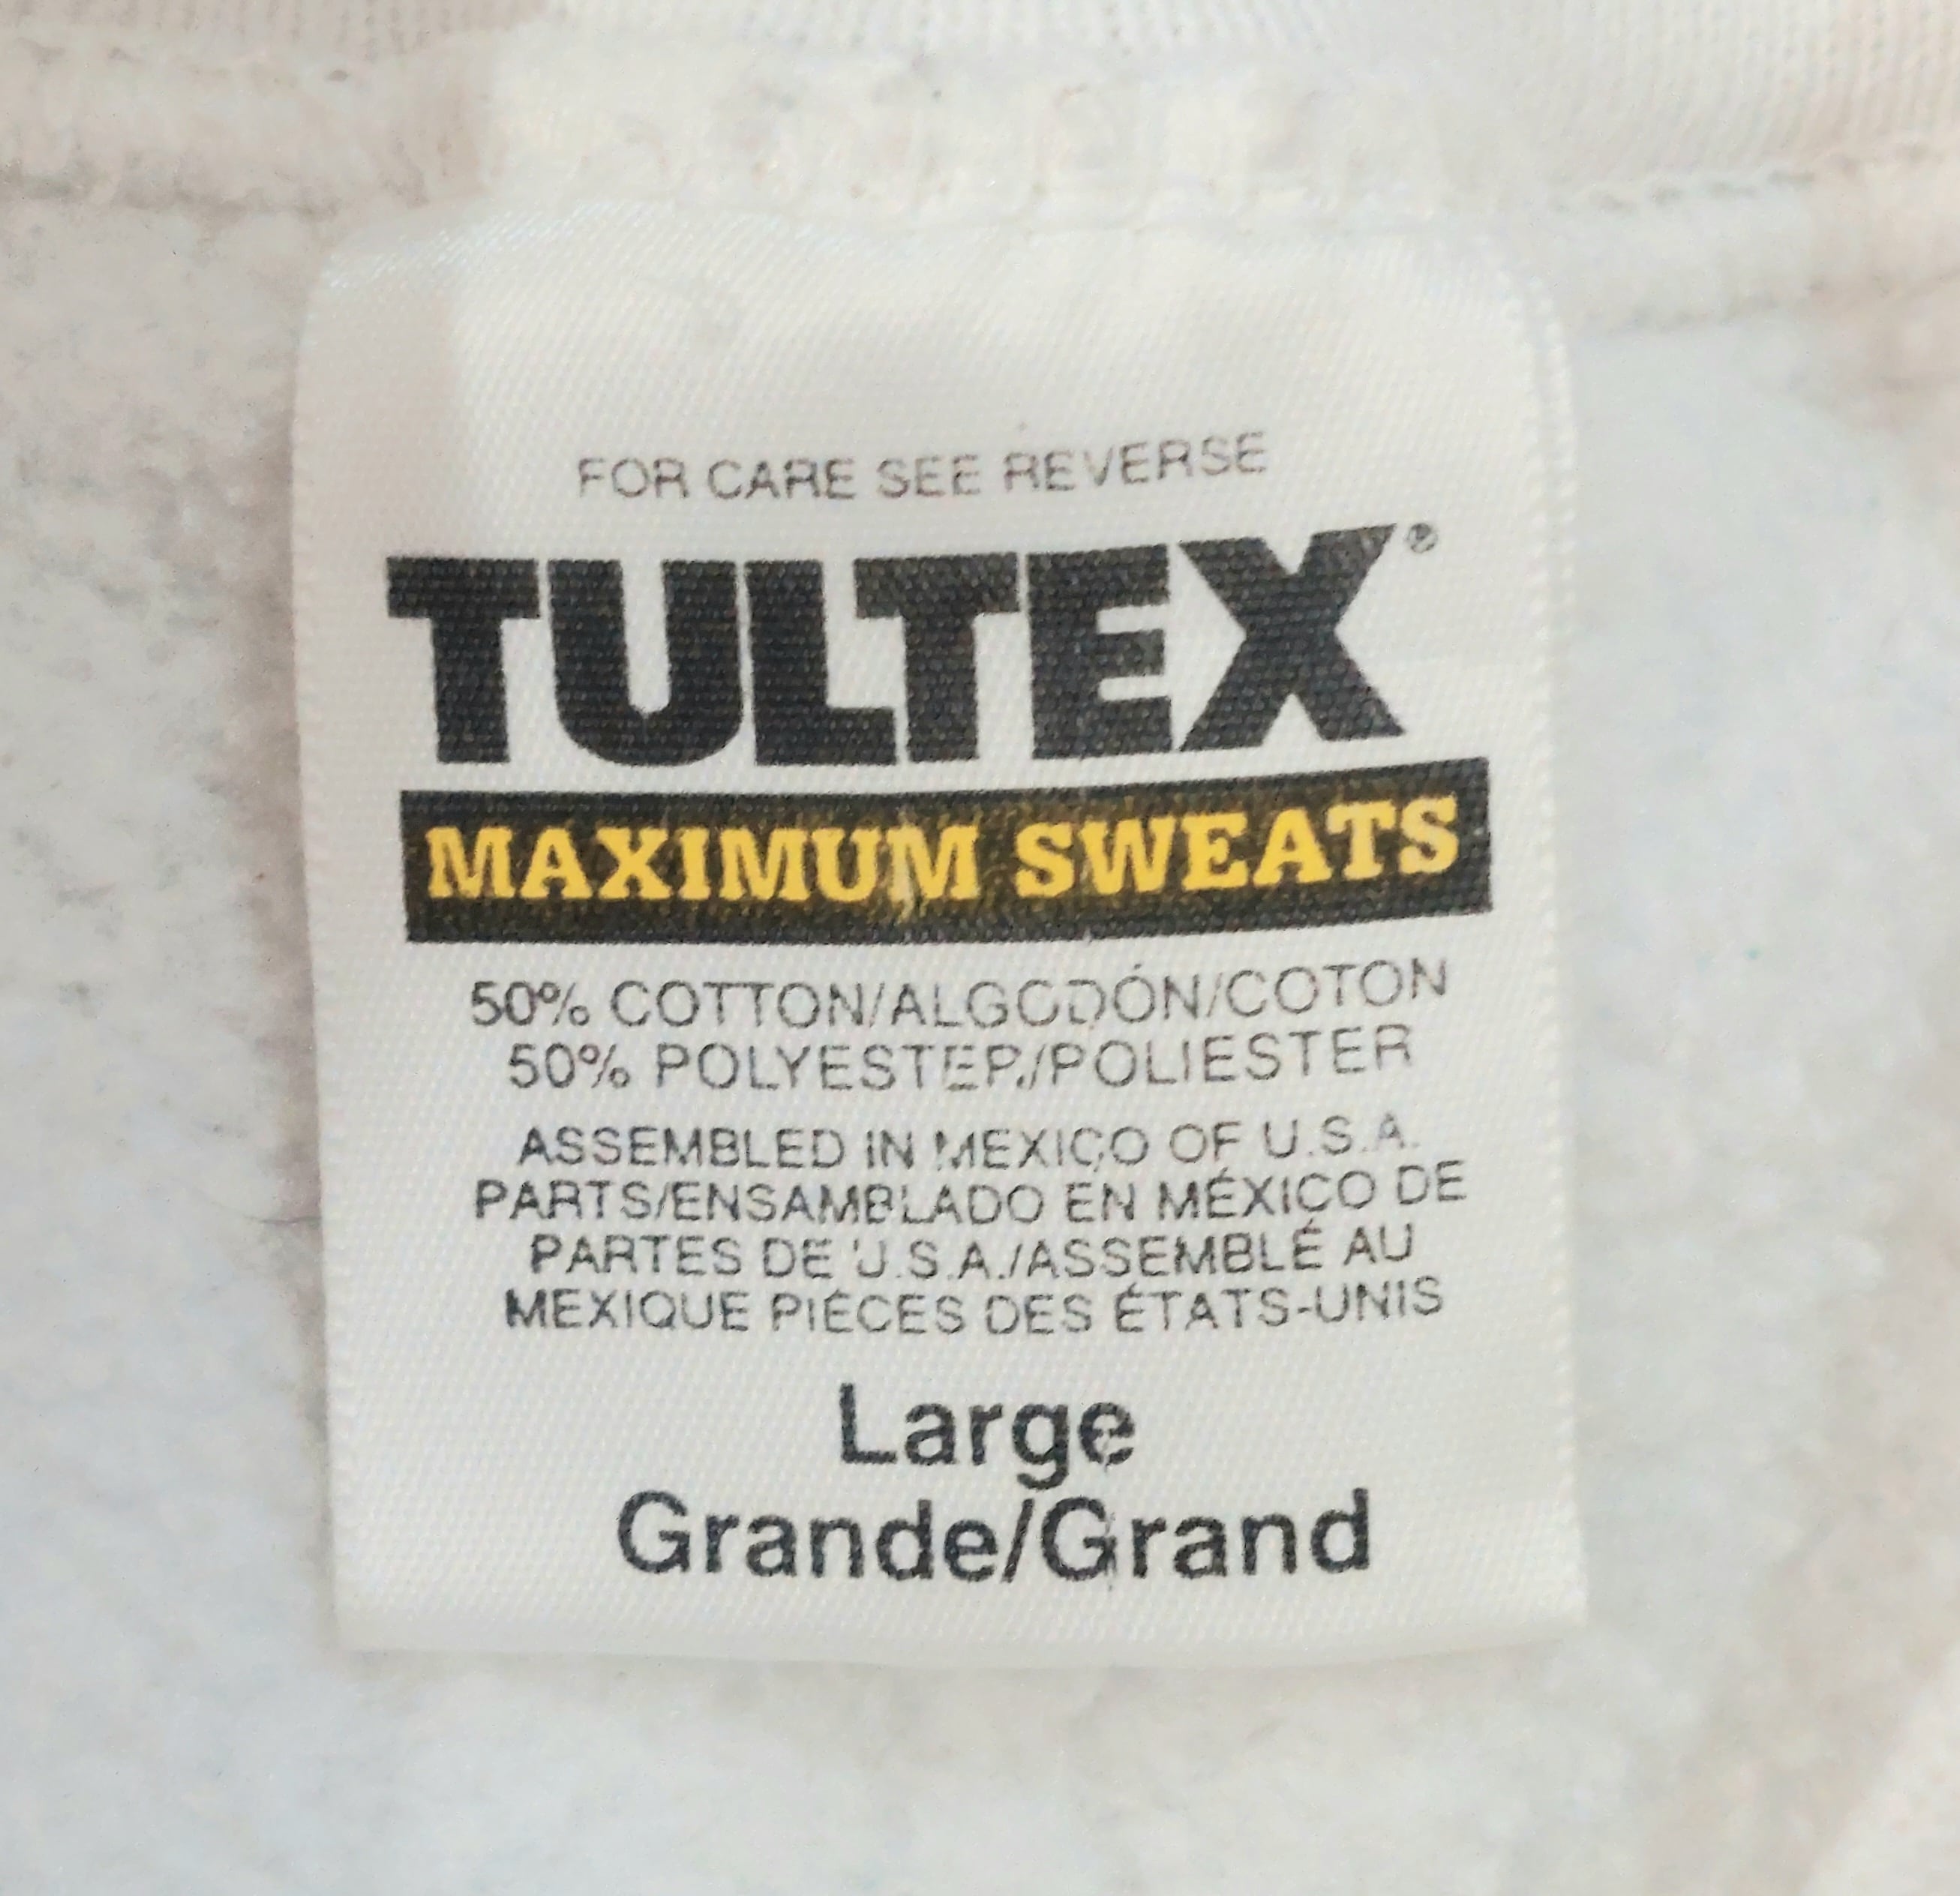 FOR CARE SEE REVERSE
TULTEX®
MAXIMUM SWEATS
50% COTTON/ALGODÓN/COTON
50% POLYESTER/POLIESTER
ASSEMBLED IN MEXICO OF U.S.A.
PARTS/ENSAMBLADO EN MÉXICO DE
PARTES DE U.S.A./ASSEMBLÉ AU
MEXIQUE PIÈCES DES ÉTATS-UNIS
Large
Grande/Grand